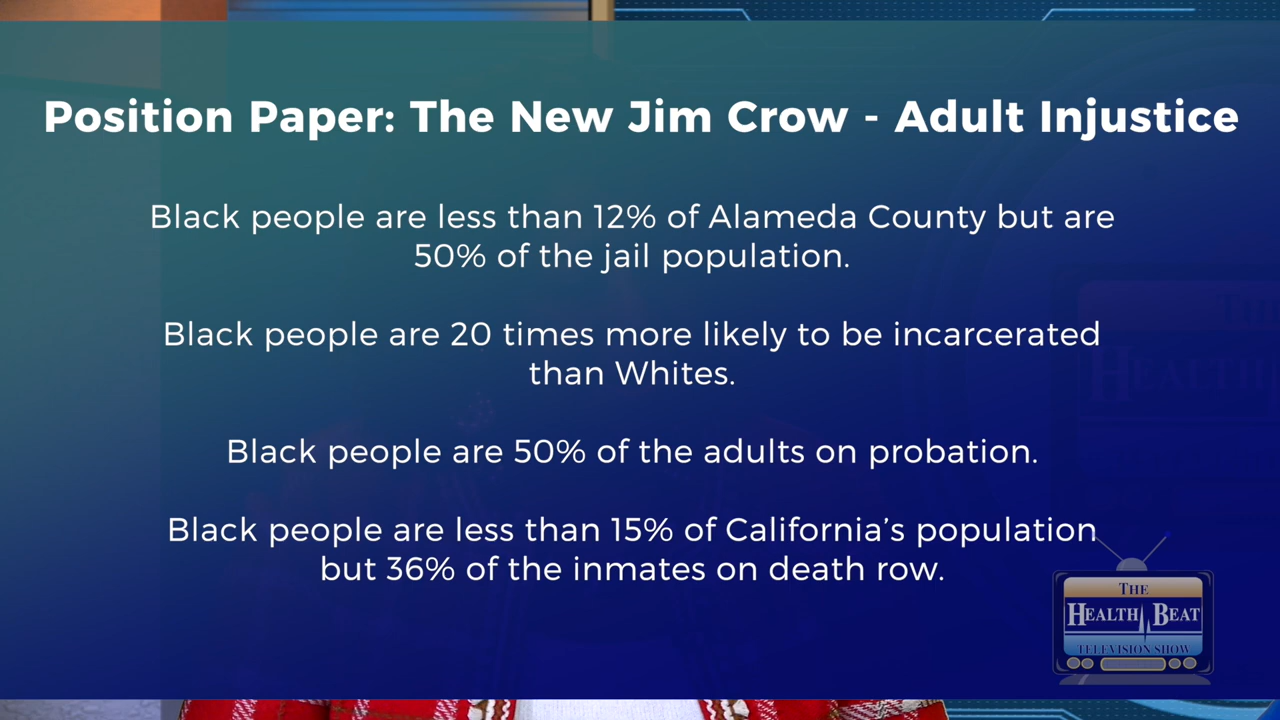 Position Paper: The New Jim Crow - Adult Injustice
Black people are less than 12% of Alameda County but are
50% of the jail population.
Black people are 20 times more likely to be incarcerated
than Whites.
Black people are 50% of the adults on probation.
Black people are less than 15% of California’s population
but 36% of the inmates on death row.
THE
HEALTH BEAT
TELEVISION SHOW